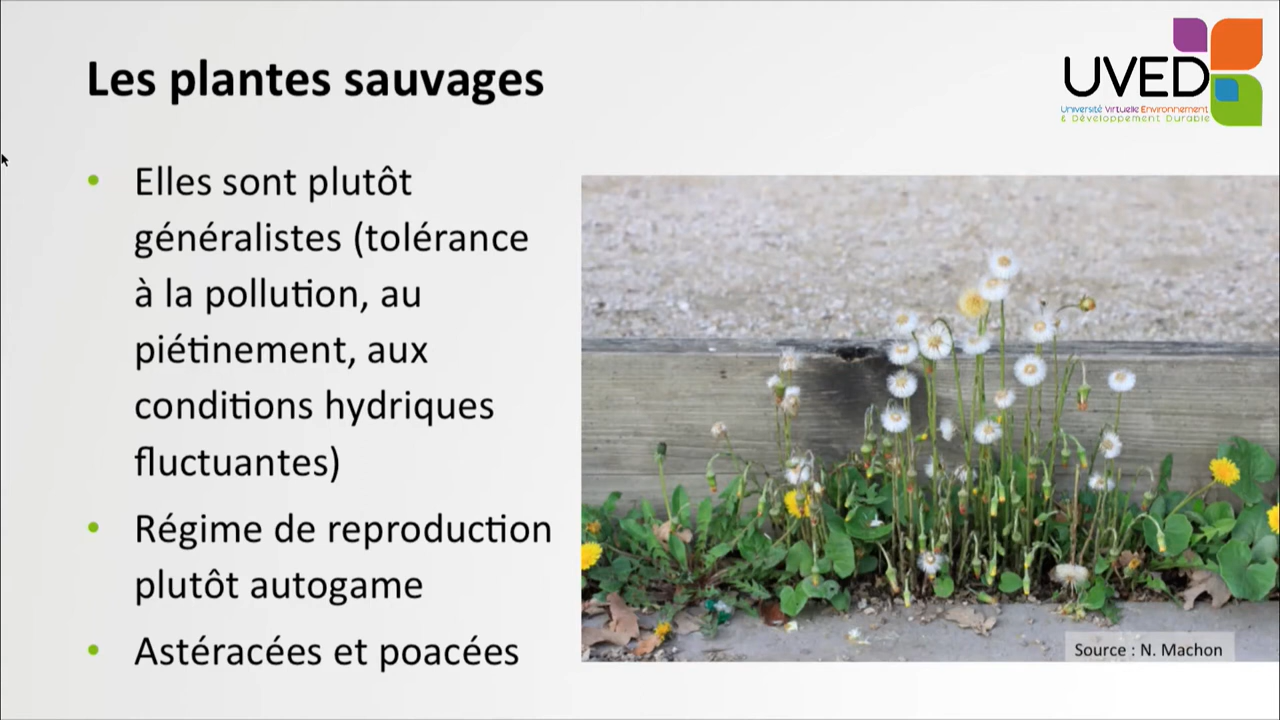 Les plantes sauvages
UVED
Université Virtuelle Environnement
& Développement Durable
• Elles sont plutôt
généralistes (tolérance
à la pollution, au
piétinement, aux
conditions hydriques
fluctuantes)
• Régime de reproduction
plutôt autogame
• Astéracées et poacées
Source : N. Machon